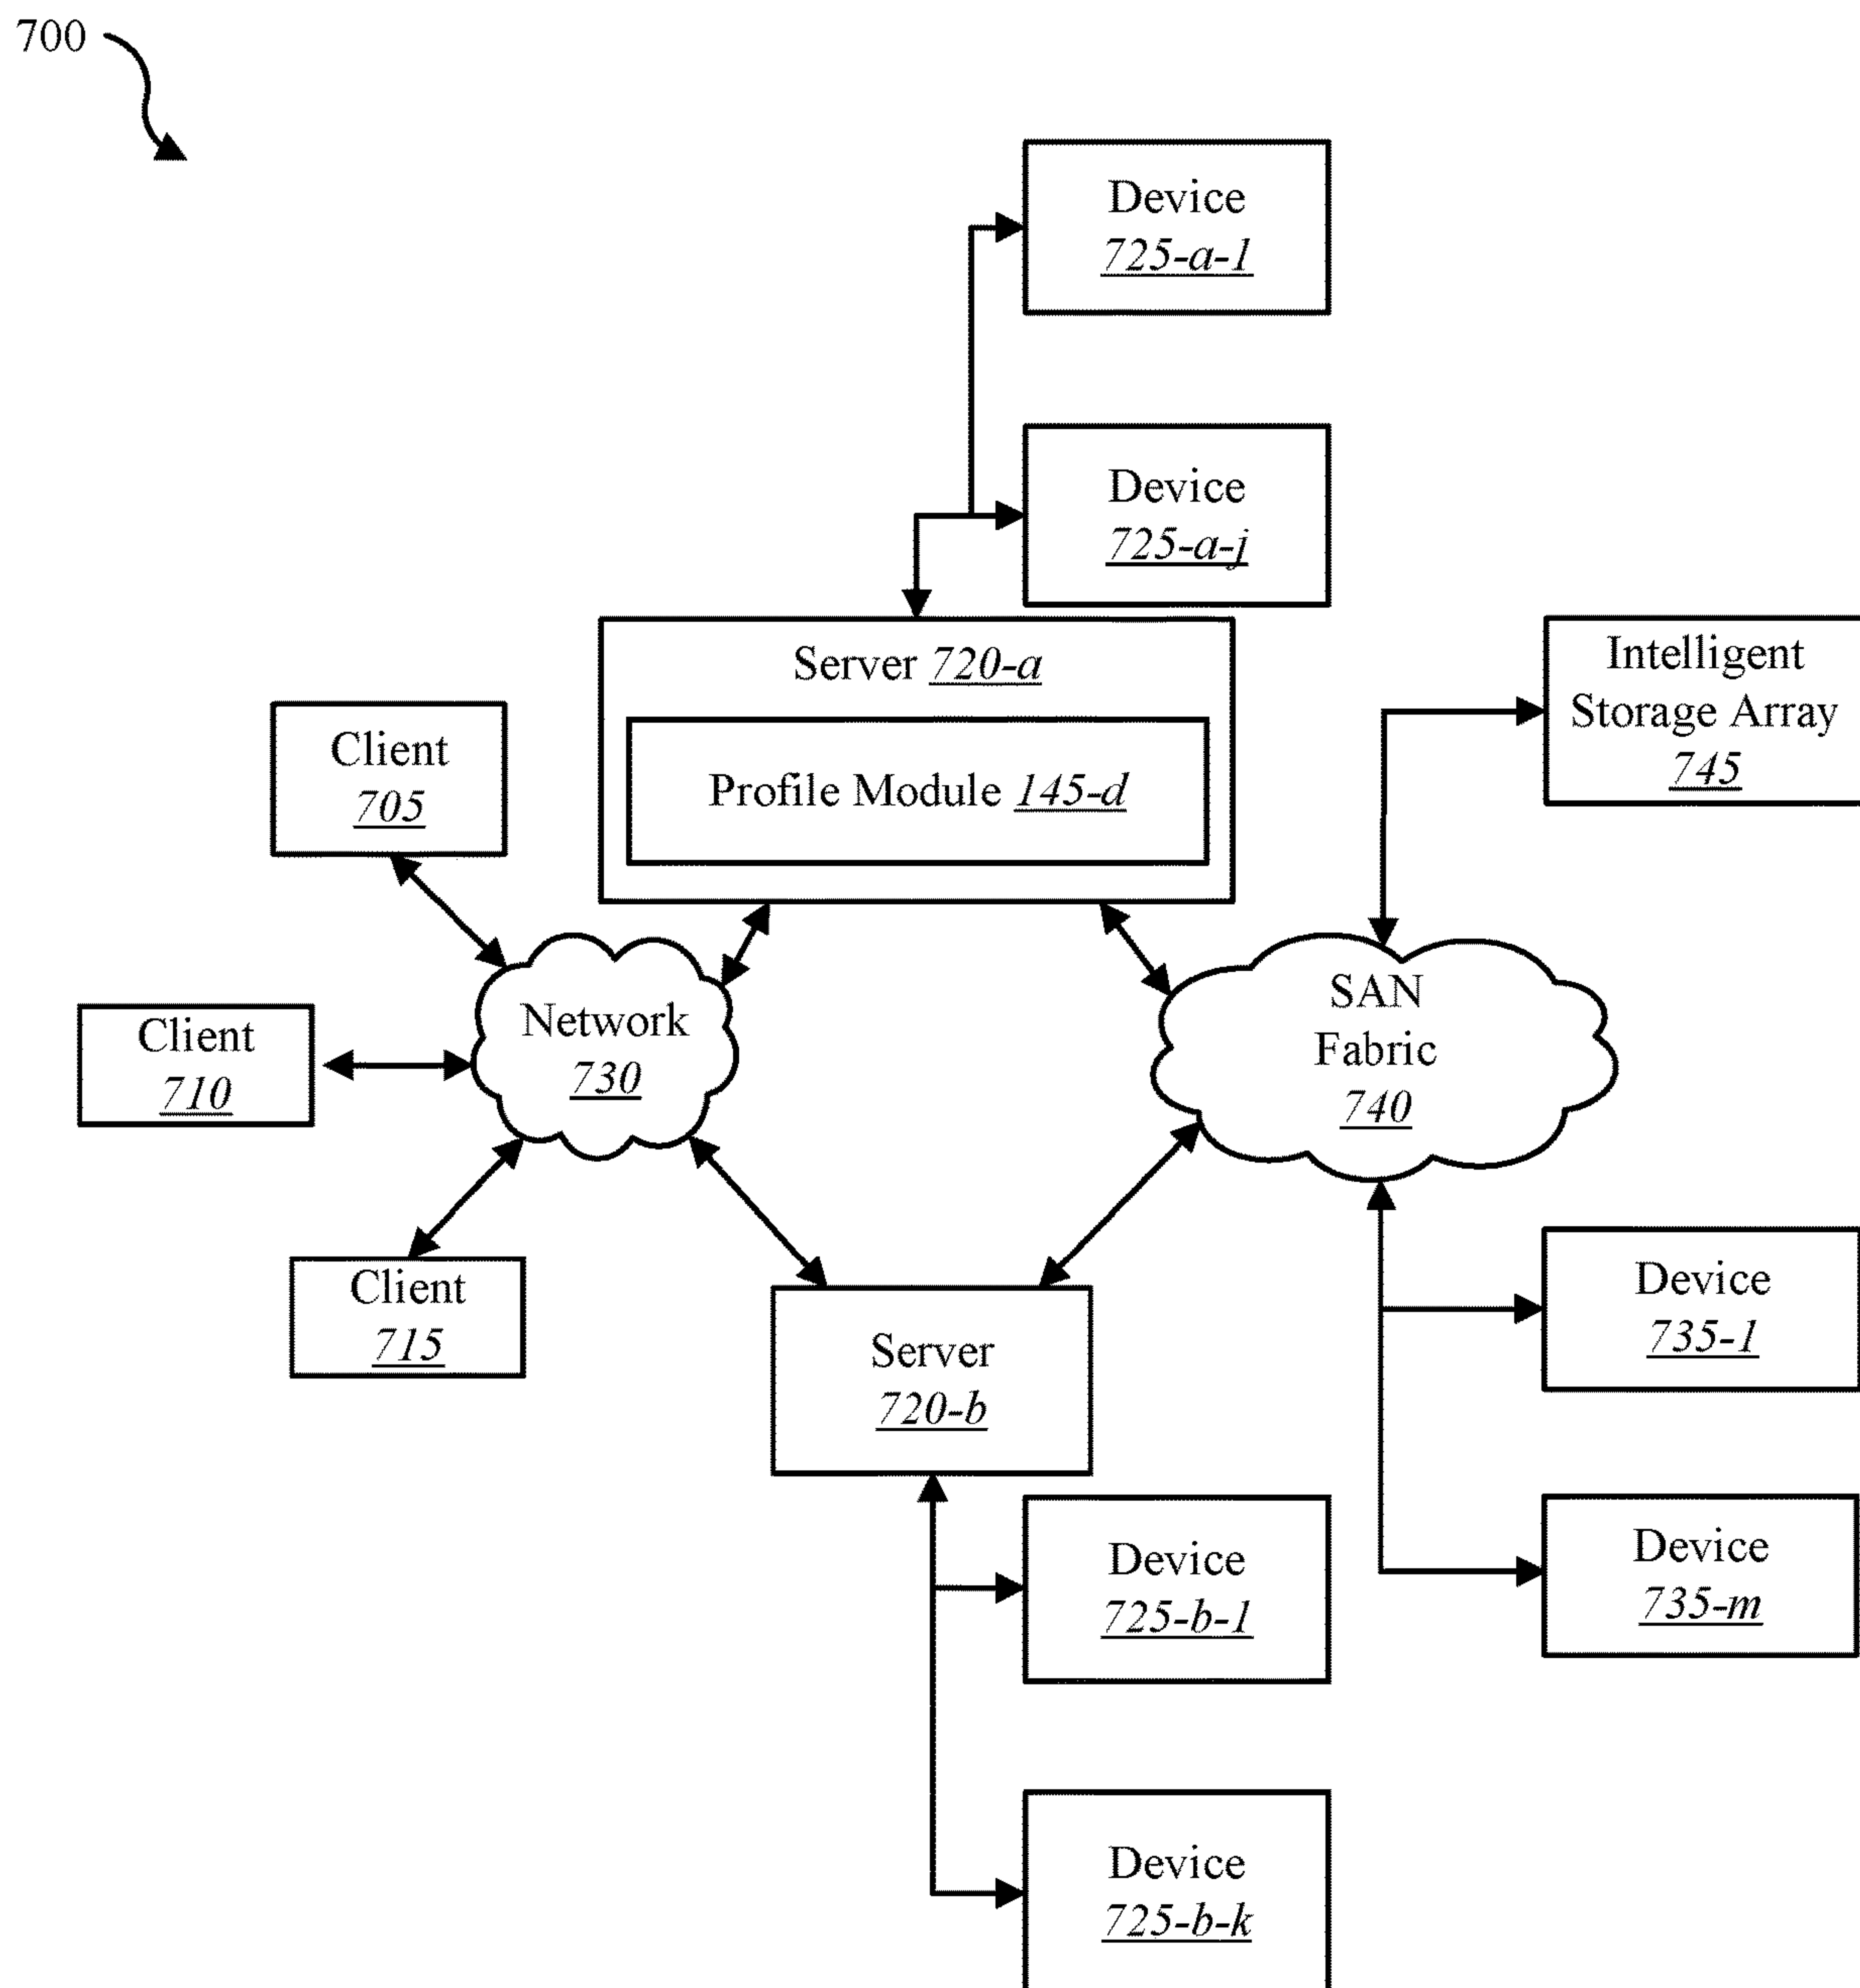 700
Device
725-a-1
Device
725-a-j
Server 720-a
Profile Module 145-d
Intelligent
Storage Array
745
Client
705
Network
730
SAN
Fabric
740
Client
710
Client
715
Server
720-b
Device
735-1
Device
735-m
Device
725-b-1
Device
725-b-k